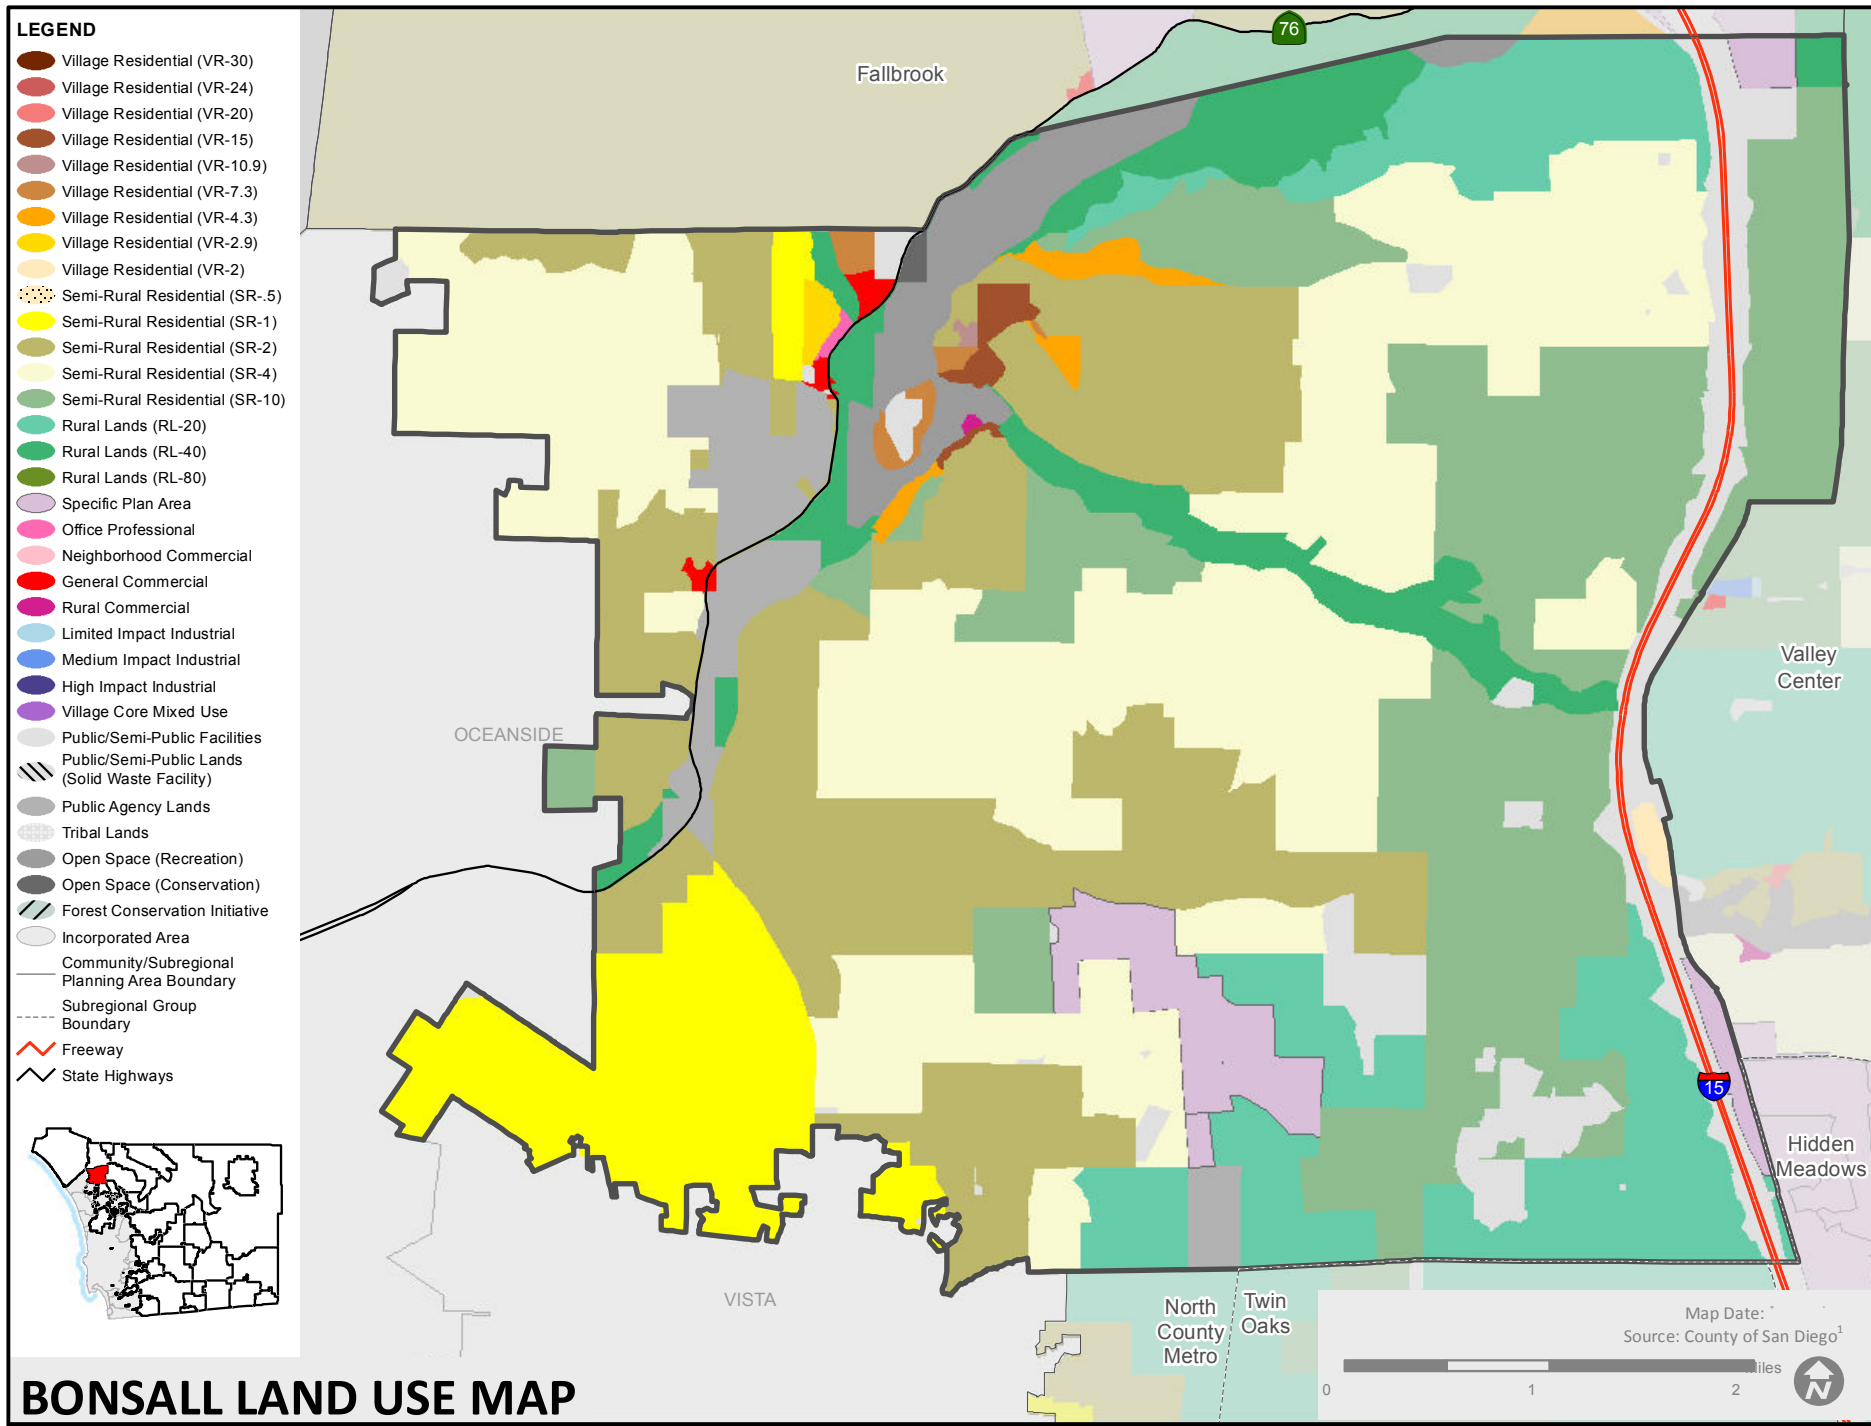 LEGEND
Village Residential (VR-30)
Village Residential (VR-24)
Village Residential (VR-20)
Village Residential (VR-15)
Village Residential (VR-10.9)
Village Residential (VR-7.3)
Village Residential (VR-4.3)
Village Residential (VR-2.9)
Village Residential (VR-2)
Semi-Rural Residential (SR-.5)
Semi-Rural Residential (SR-1)
Semi-Rural Residential (SR-2)
Semi-Rural Residential (SR-4)
Semi-Rural Residential (SR-10)
Rural Lands (RL-20)
Rural Lands (RL-40)
Rural Lands (RL-80)
Specific Plan Area
Office Professional
Neighborhood Commercial
General Commercial
Rural Commercial
Limited Impact Industrial
Medium Impact Industrial
High Impact Industrial
Village Core Mixed Use
Public/Semi-Public Facilities
Public/Semi-Public Lands
(Solid Waste Facility)
Public Agency Lands
Tribal Lands
Open Space (Recreation)
Open Space (Conservation)
Forest Conservation Initiative
Incorporated Area
Community/Subregional
Planning Area Boundary
Subregional Group
Boundary
Freeway
State Highways
76
Fallbrook
OCEANSIDE
Valley
Center
15
Hidden
Meadows
VISTA
North
County
Metro
Twin
Oaks
Map Date:
Source: County of San Diego1
0 1 2
N
BONSALL LAND USE MAP